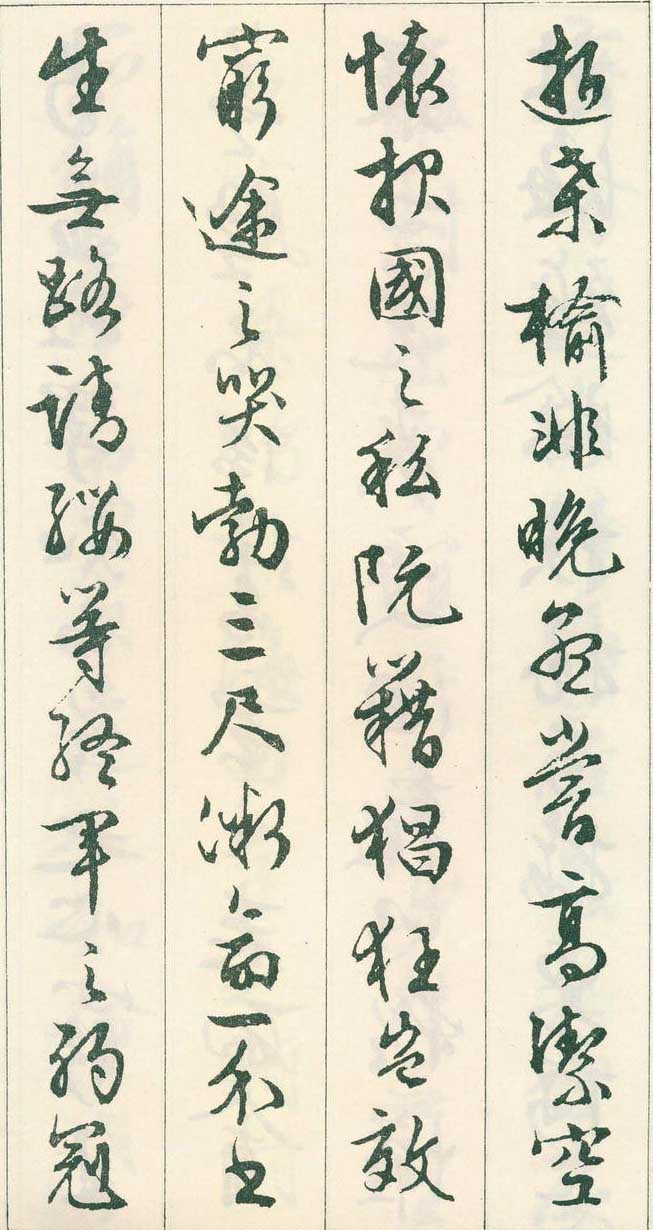 逝桑榆非晚孟嘗高潔空
懷報國之私阮籍猖狂豈效
窮途之哭勃三尺微命一介書
生無路請纓等終軍之弱冠